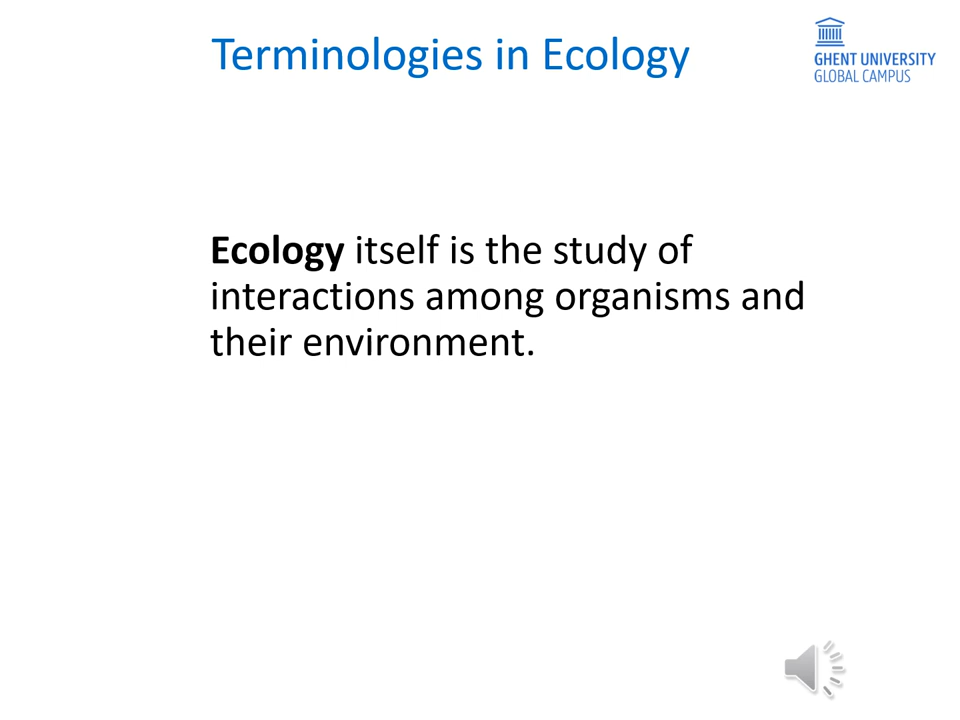 Terminologies in Ecology
GHENT UNIVERSITY
GLOBAL CAMPUS
Ecology itself is the study of
interactions among organisms and
their environment.